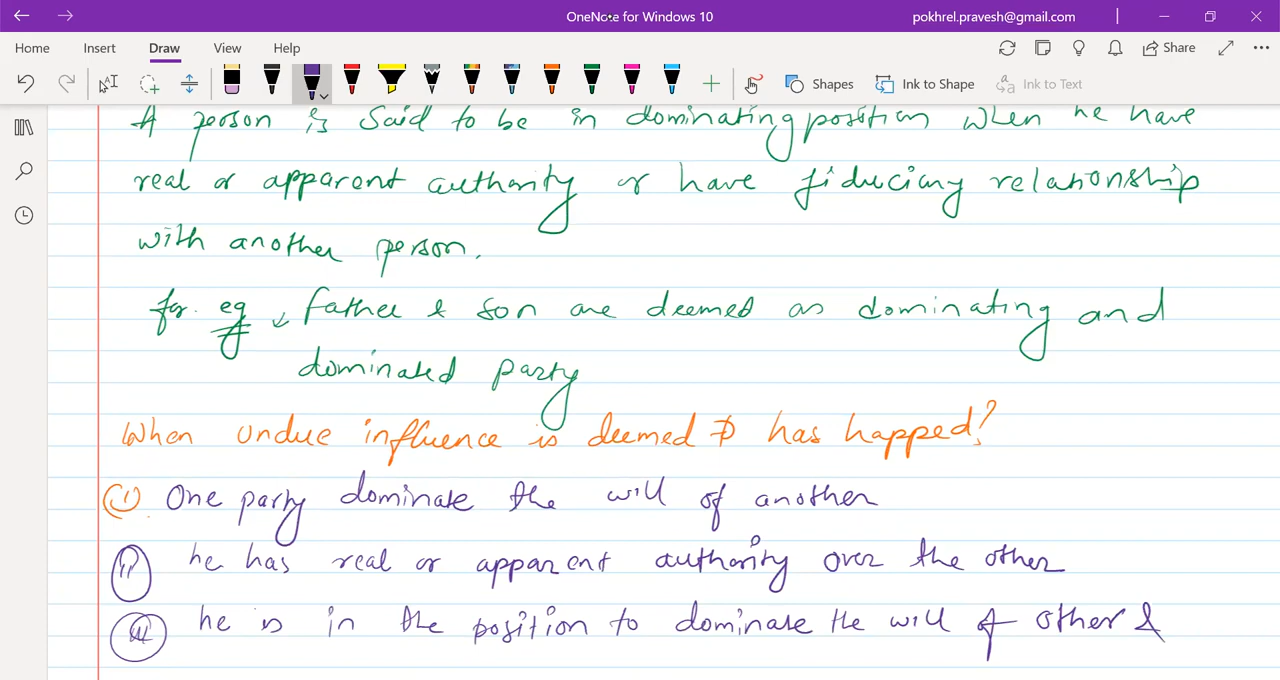 OneNote for Windows 10
pokhrel.pravesh@gmail.com
Home Insert Draw View Help Share
Shapes Ink to Shape Ink to Text
A person is said to be in dominating position when he have
real or apparent authority or have fiduciary relationship
with another person.
for eg Father & son are deemed as dominating and
dominated party
When undue influence is deemed has happed?
(i) One party dominate the will of another
(ii) he has real or apparent authority over the other
he is in the position to dominate the will of other &